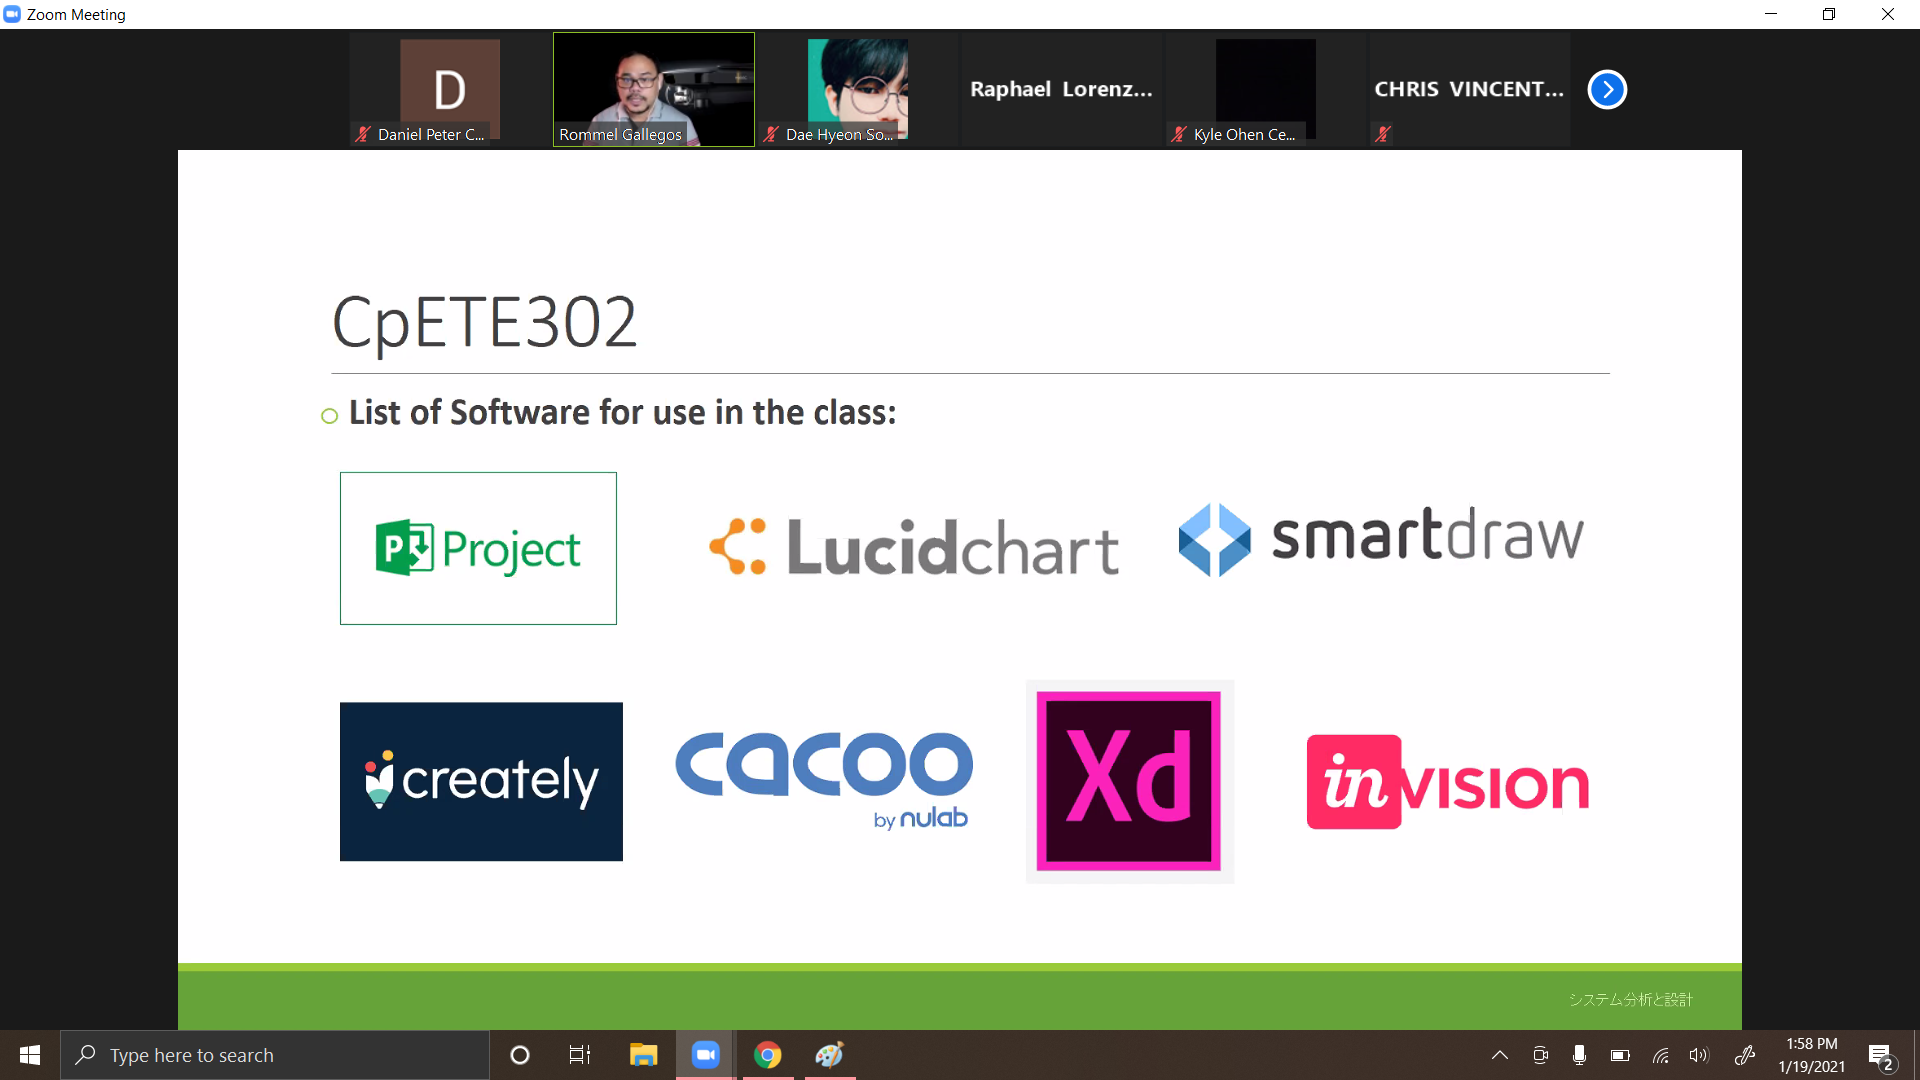 Zoom Meeting
D
Daniel Peter C...
Rommel Gallegos
Dae Hyeon So...
Raphael Lorenz...
Kyle Ohen Ce...
CHRIS VINCENT...
CpETE302
List of Software for use in the class:
P Project
Lucidchart
smartdraw
creately
cacoo
by nulab
Xd
invision
システム分析と設計
Type here to search
1:58 PM
1/19/2021
2